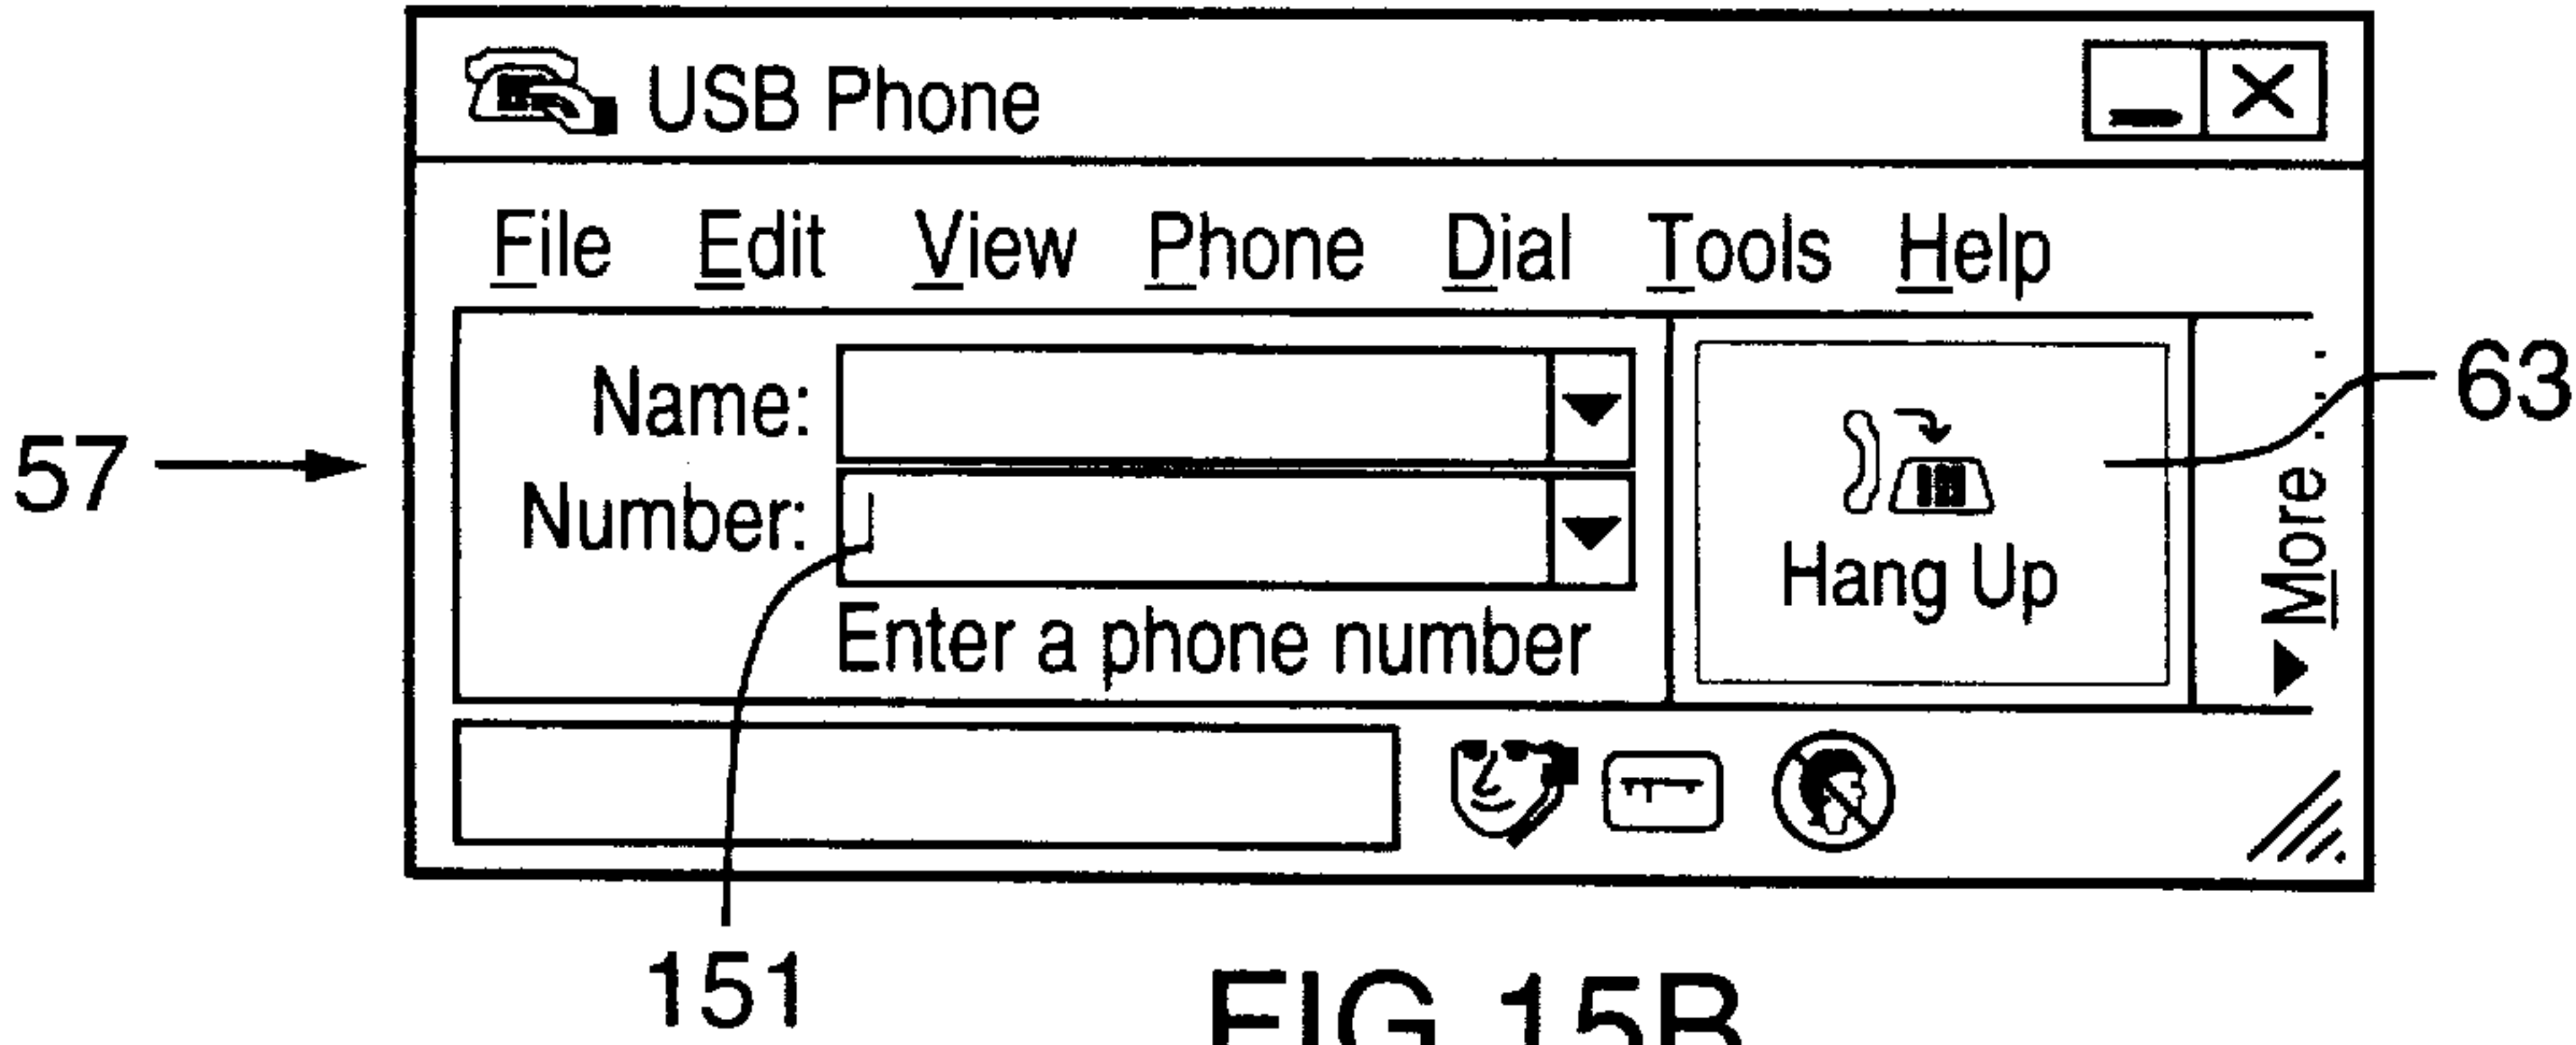 USB Phone
File Edit View Phone Dial Tools Help
Name:
Number:
Enter a phone number
Hang Up
More...
57
63
151
FIG.15B